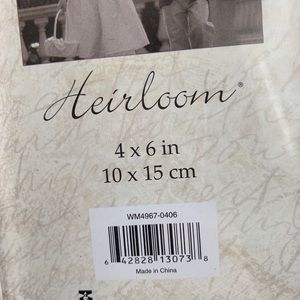 Heirloom®
4 x 6 in
10 x 15 cm
WM4967-0406
6 42828 13073 8
Made in China